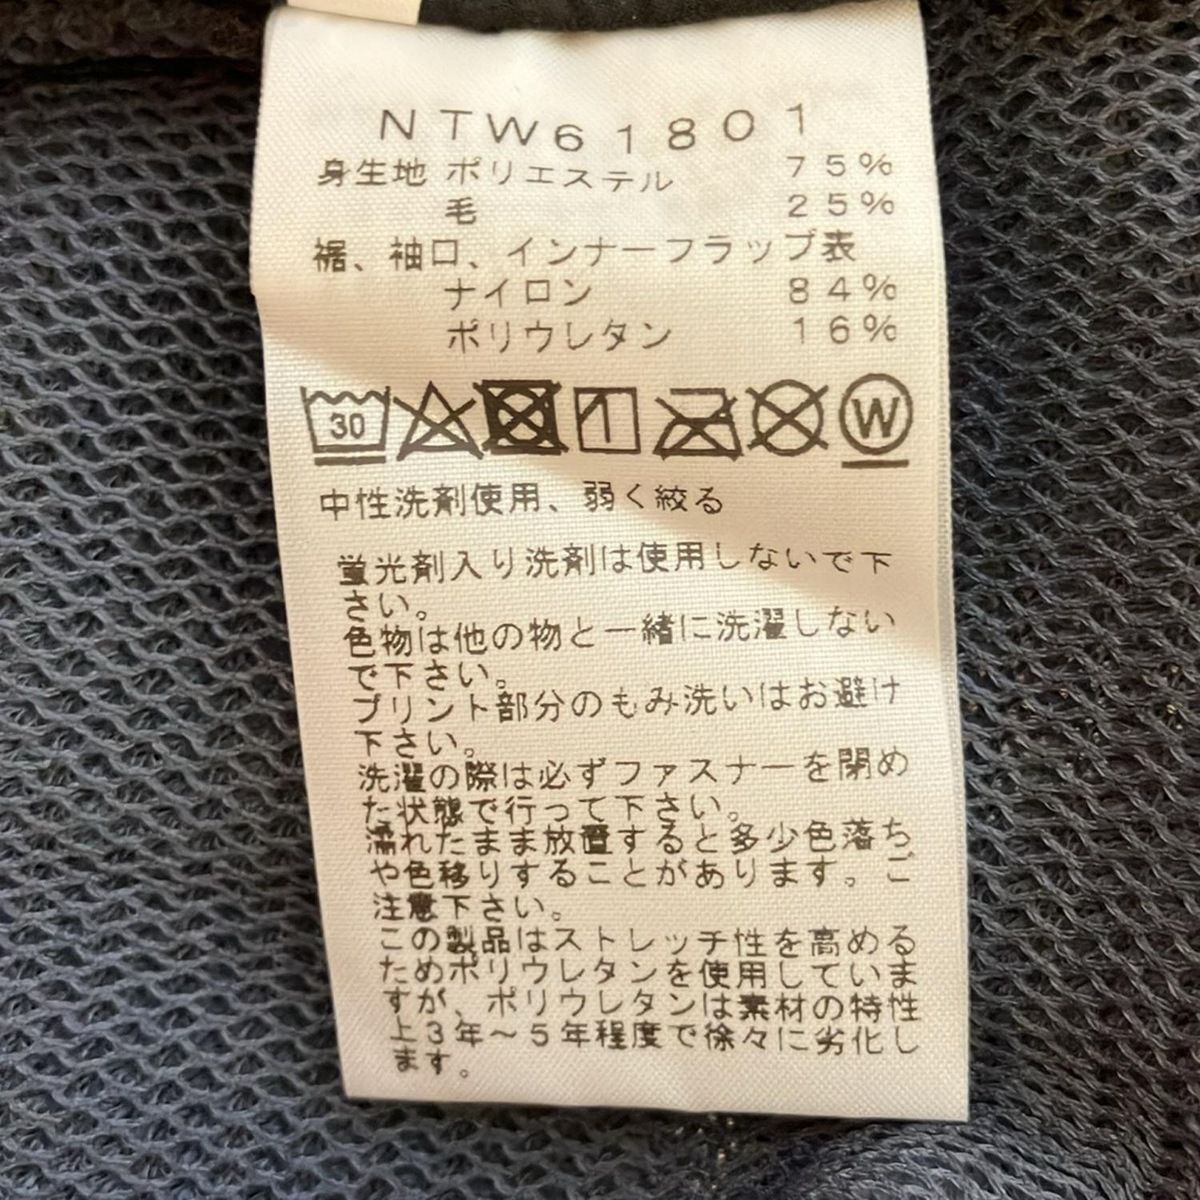 NTW61801
身生地 ポリエステル 75%
毛 25%
裾、袖口、インナーフラップ表
ナイロン 84%
ポリウレタン 16%
30 W
中性洗剤使用、弱く絞る
蛍光剤入り洗剤は使用しないで下
さい。
色物は他の物と一緒に洗濯しない
で下さい。
プリント部分のもみ洗いはお避け
下さい。
洗濯の際は必ずファスナーを閉め
た状態で行って下さい。
濡れたまま放置すると多少色落ち
や色移りすることがあります。ご
注意下さい。
この製品はストレッチ性を高める
ためポリウレタンを使用していま
すが、ポリウレタンは素材の特性
上3年～5年程度で徐々に劣化し
ます。